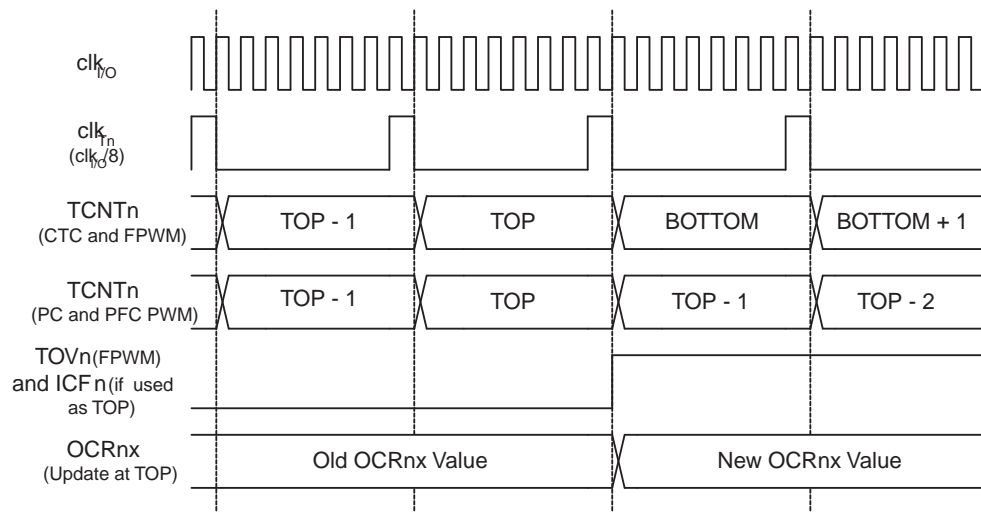 clkI/O
clkTn
(clkI/O/8)
TCNTn
(CTC and FPWM)
TOP - 1
TOP
BOTTOM
BOTTOM + 1
TCNTn
(PC and PFC PWM)
TOP - 1
TOP
TOP - 1
TOP - 2
TOVn(FPWM)
and ICFn(if used
as TOP)
OCRnx
(Update at TOP)
Old OCRnx Value
New OCRnx Value